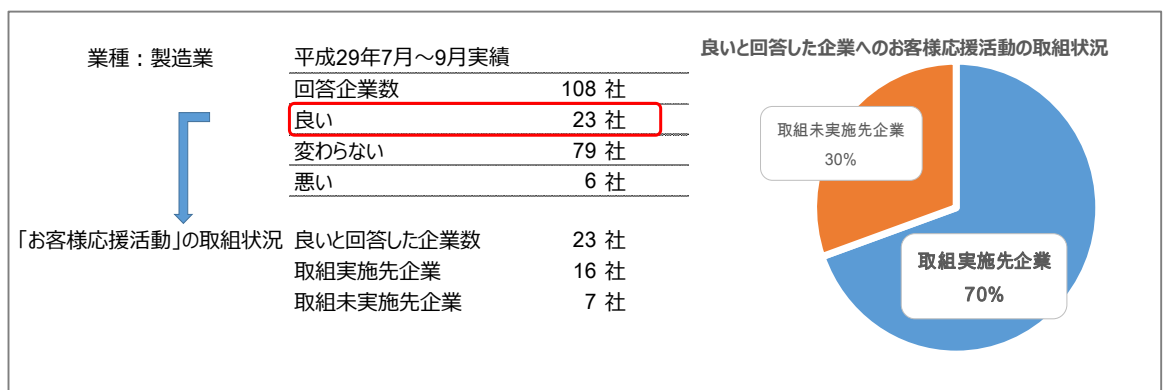 業種：製造業
平成29年7月～9月実績
回答企業数 108 社
良い 23 社
変わらない 79 社
悪い 6 社
「お客様応援活動」の取組状況 良いと回答した企業数 23 社
取組実施先企業 16 社
取組未実施先企業 7 社
良いと回答した企業へのお客様応援活動の取組状況
取組未実施先企業
30%
取組実施先企業
70%